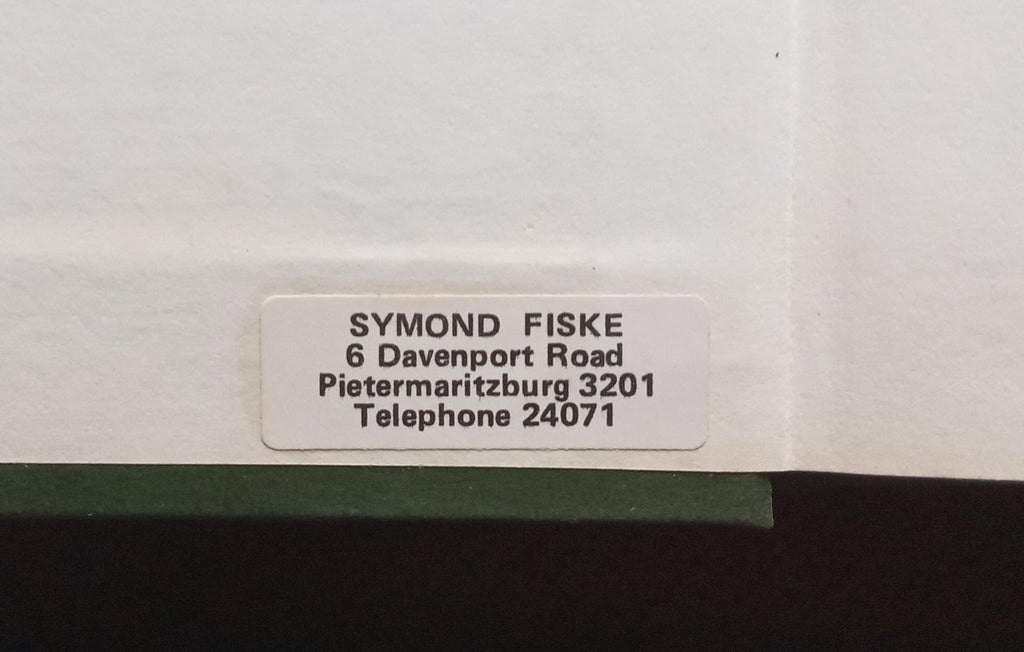 SYMOND FISKE
6 Davenport Road
Pietermaritzburg 3201
Telephone 24071